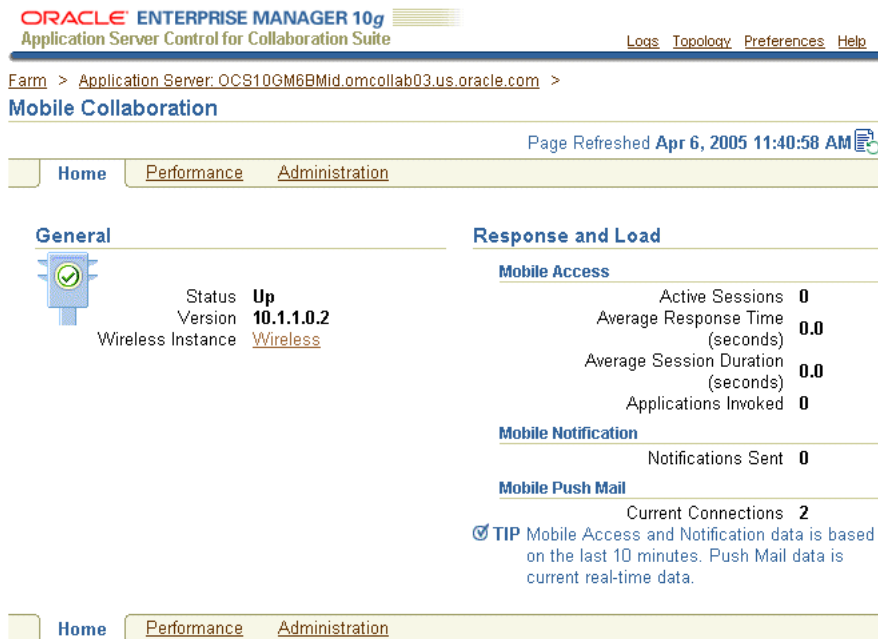 ORACLE ENTERPRISE MANAGER 10g
Application Server Control for Collaboration Suite
Logs Topology Preferences Help
Farm > Application Server: OCS10GM6BMid.omcollab03.us.oracle.com >
Mobile Collaboration
Page Refreshed Apr 6, 2005 11:40:58 AM
Home Performance Administration
General
Status Up
Version 10.1.1.0.2
Wireless Instance Wireless
Response and Load
Mobile Access
Active Sessions 0
Average Response Time
(seconds) 0.0
Average Session Duration
(seconds) 0.0
Applications Invoked 0
Mobile Notification
Notifications Sent 0
Mobile Push Mail
Current Connections 2
TIP Mobile Access and Notification data is based
on the last 10 minutes. Push Mail data is
current real-time data.
Home Performance Administration